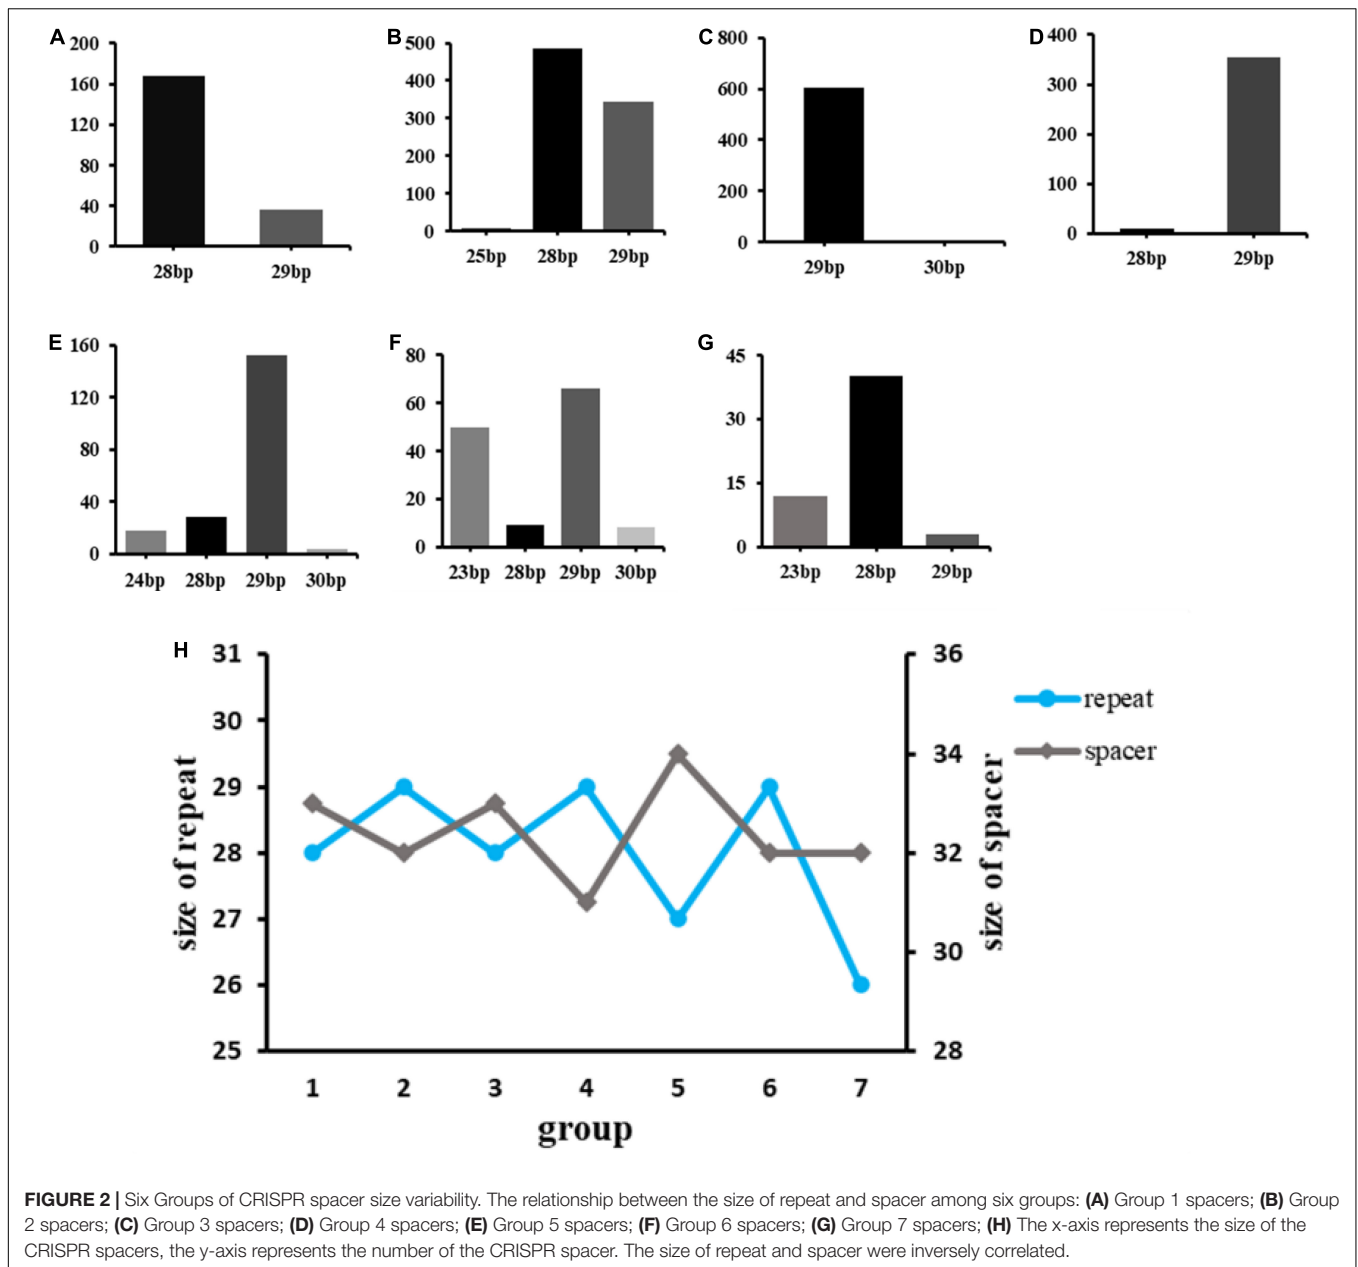 A
200
160
120
80
40
0
28bp 29bp
B
500
400
300
200
100
0
25bp 28bp 29bp
C
800
600
400
200
0
29bp 30bp
D
400
300
200
100
0
28bp 29bp
E
160
120
80
40
0
24bp 28bp 29bp 30bp
F
80
60
40
20
0
23bp 28bp 29bp 30bp
G
45
30
15
0
23bp 28bp 29bp
H
size of repeat
31
30
29
28
27
26
25
1 2 3 4 5 6 7
group
36
34
32
30
28
size of spacer
repeat
spacer
FIGURE 2 | Six Groups of CRISPR spacer size variability. The relationship between the size of repeat and spacer among six groups: (A) Group 1 spacers; (B) Group
2 spacers; (C) Group 3 spacers; (D) Group 4 spacers; (E) Group 5 spacers; (F) Group 6 spacers; (G) Group 7 spacers; (H) The x-axis represents the size of the
CRISPR spacers, the y-axis represents the number of the CRISPR spacer. The size of repeat and spacer were inversely correlated.